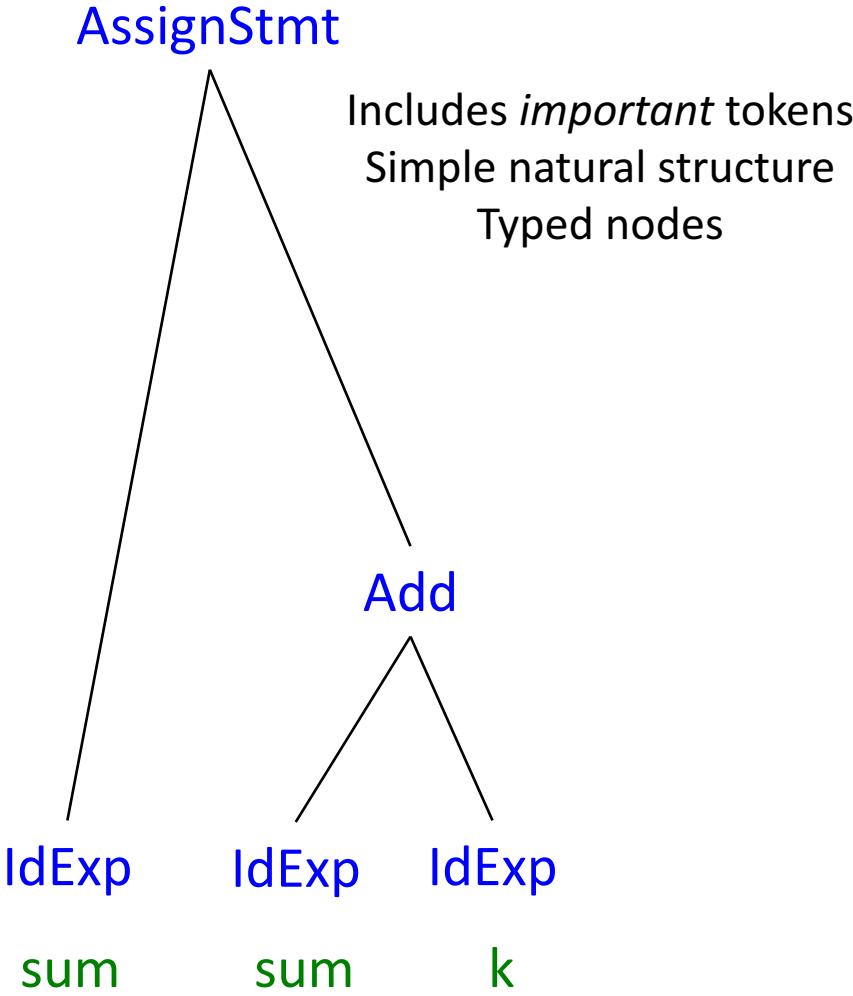 AssignStmt
Includes important tokens
Simple natural structure
Typed nodes
Add
IdExp IdExp IdExp
sum sum k